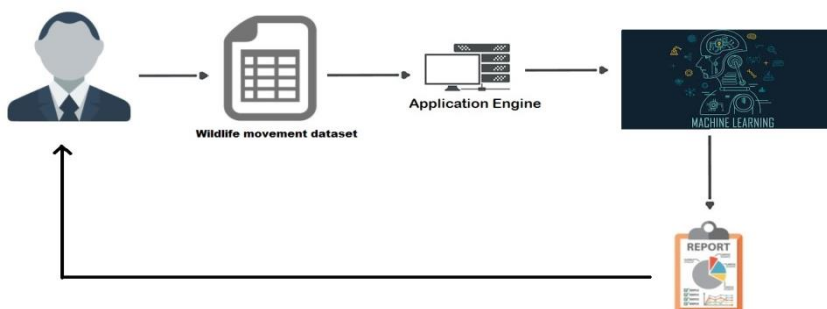 Wildlife movement dataset
Application Engine
MACHINE LEARNING
REPORT